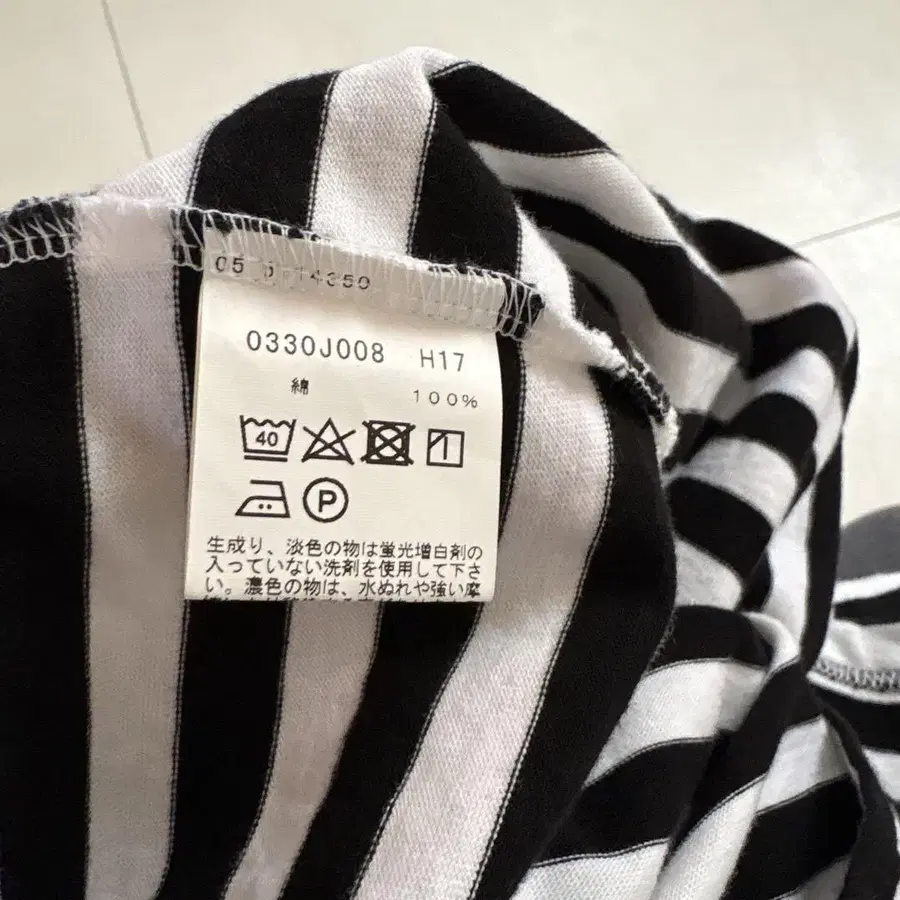 0330J008 H17
綿 100%
40
P
生成り、淡色の物は蛍光増白剤の
入っていない洗剤を使用して下さ
い。濃色の物は、水ぬれや強い摩